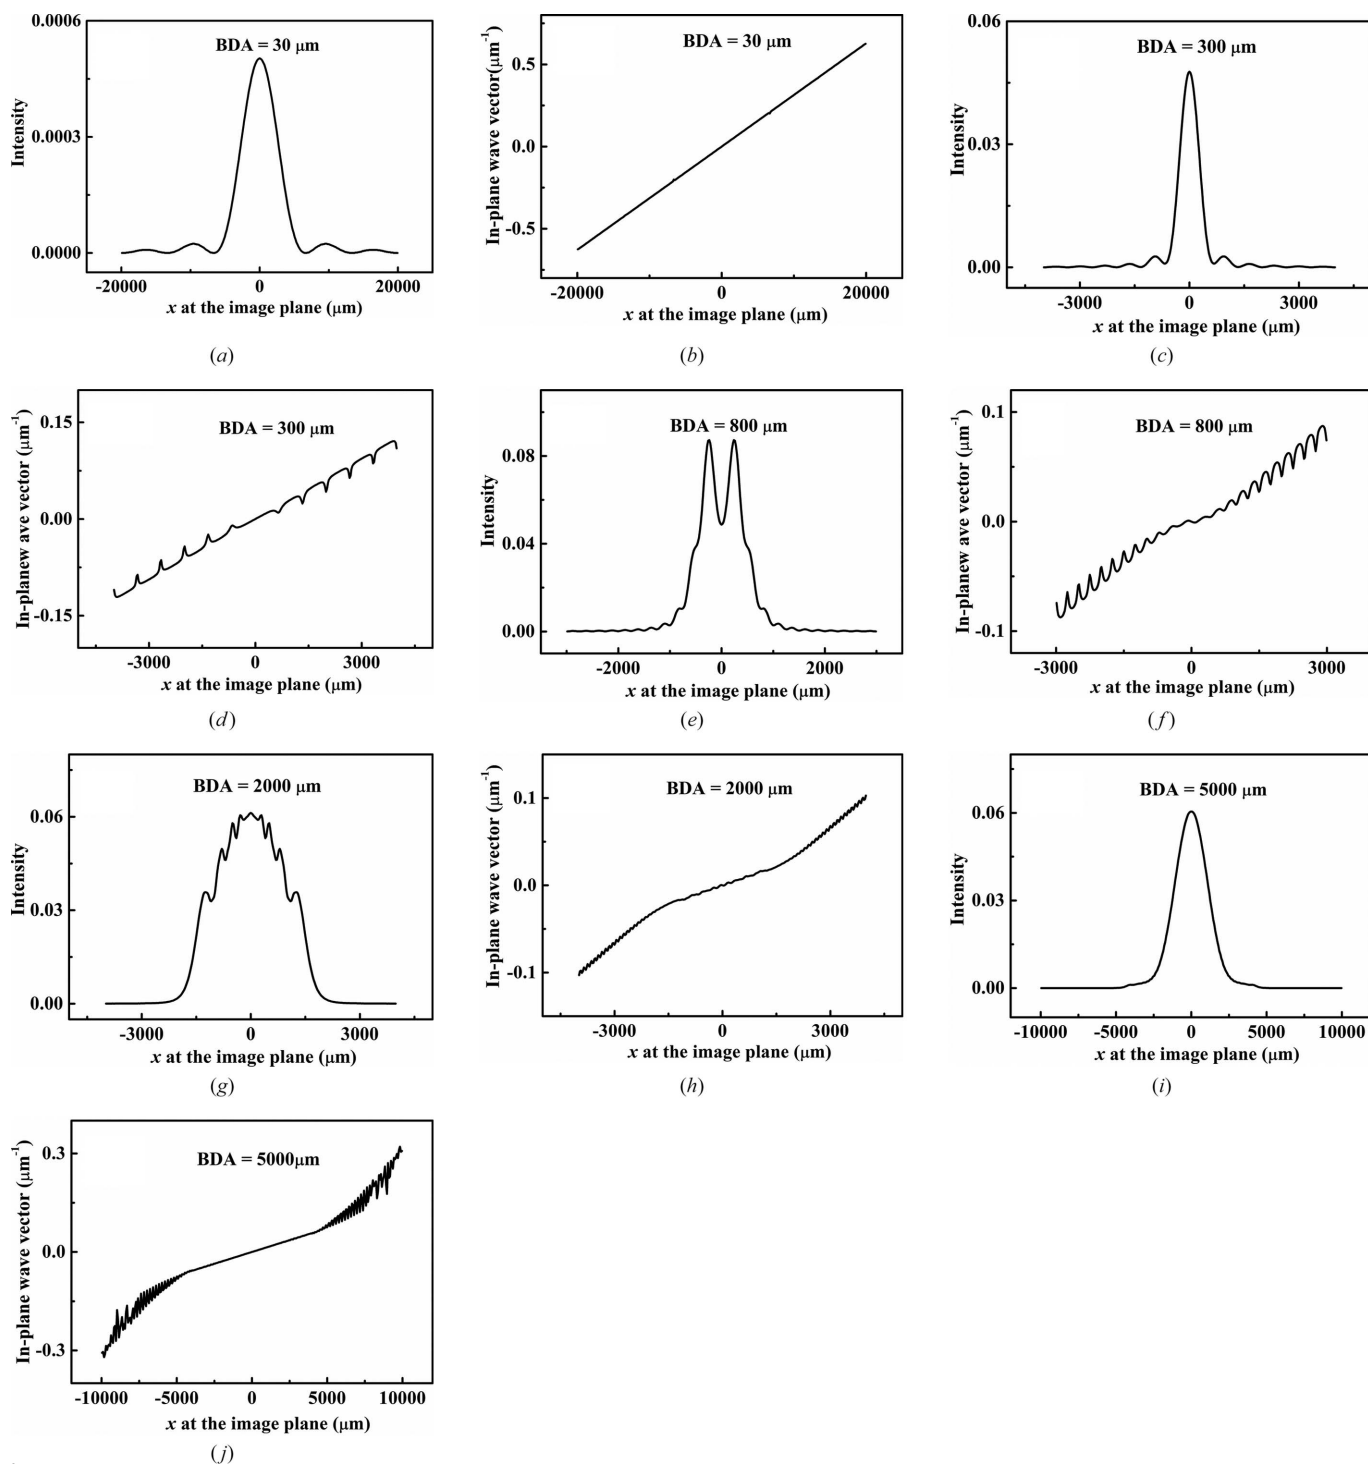 0.0006
BDA = 30 μm
Intensity
0.0003
0.0000
-20000 0 20000
x at the image plane (μm)
(a)
0.5
BDA = 30 μm
In-plane wave vector(μm⁻¹)
0.0
-0.5
-20000 0 20000
x at the image plane (μm)
(b)
0.06
BDA = 300 μm
Intensity
0.03
0.00
-3000 0 3000
x at the image plane (μm)
(c)
0.15
BDA = 300 μm
In-planew ave vector (μm⁻¹)
0.00
-0.15
-3000 0 3000
x at the image plane (μm)
(d)
BDA = 800 μm
0.08
Intensity
0.04
0.00
-2000 0 2000
x at the image plane (μm)
(e)
0.1
BDA = 800 μm
In-planew ave vector (μm⁻¹)
0.0
-0.1
-3000 0 3000
x at the image plane (μm)
(f)
BDA = 2000 μm
0.06
Intensity
0.03
0.00
-3000 0 3000
x at the image plane (μm)
(g)
0.1
BDA = 2000 μm
In-plane wave vector (μm⁻¹)
0.0
-0.1
-3000 0 3000
x at the image plane (μm)
(h)
BDA = 5000 μm
0.06
Intensity
0.03
0.00
-10000 -5000 0 5000 10000
x at the image plane (μm)
(i)
0.3
BDA = 5000μm
In-plane wave vector (μm⁻¹)
0.0
-0.3
-10000 -5000 0 5000 10000
x at the image plane (μm)
(j)